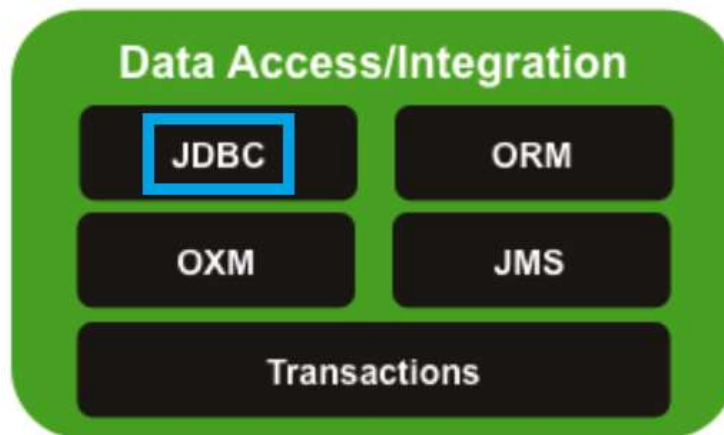 Data Access/Integration
JDBC ORM
OXM JMS
Transactions